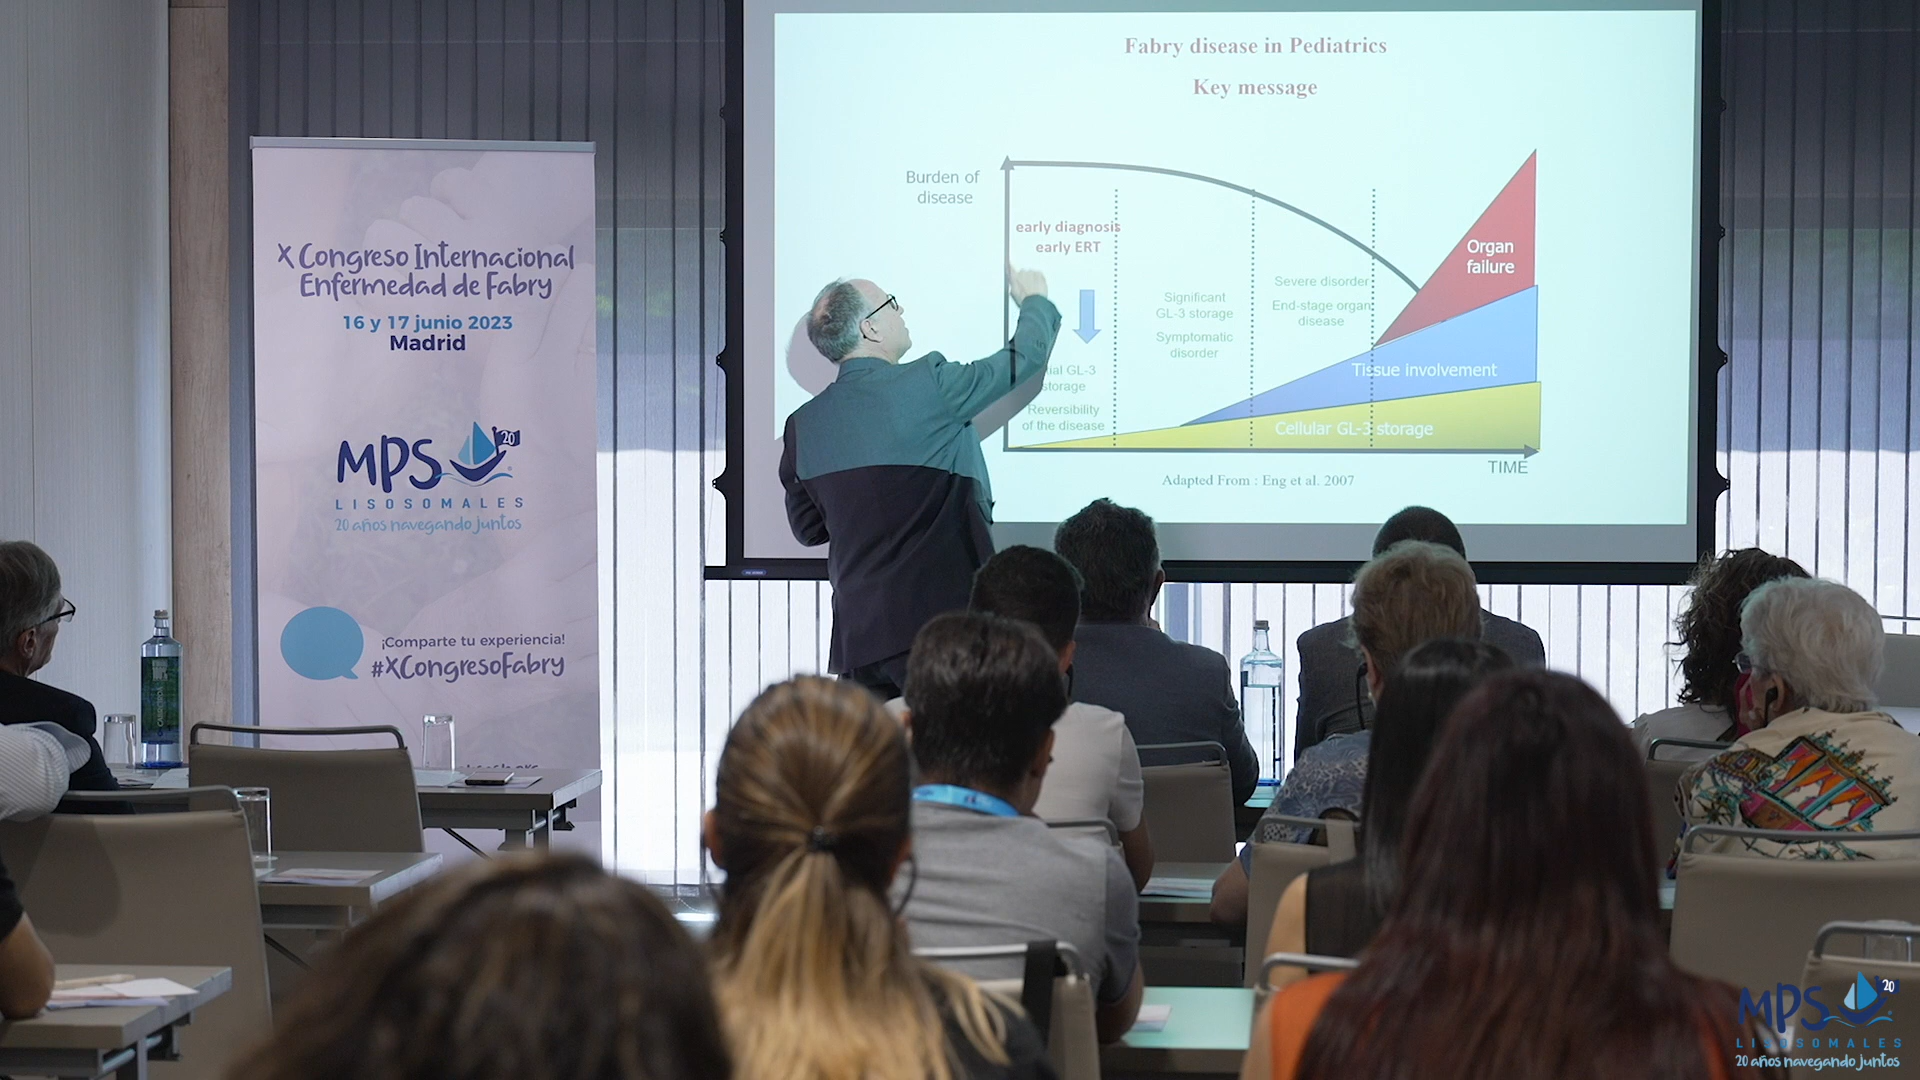 X Congreso Internacional
Enfermedad de Fabry
16 y 17 junio 2023
Madrid
MPS
20
LISOSOMALES
20 años navegando juntos
¡Comparte tu experiencia!
#XCongresoFabry
Fabry disease in Pediatrics
Key message
Burden of
disease
early diagnosis
early ERT
GL-3
storage
Reversibility
of the disease
Significant
GL-3 storage
Symptomatic
disorder
Severe disorder
End-stage organ
disease
Organ
failure
Tissue involvement
Cellular GL-3 storage
TIME
Adapted From : Eng et al. 2007
MPS
20
LISOSOMALES
20 años navegando juntos